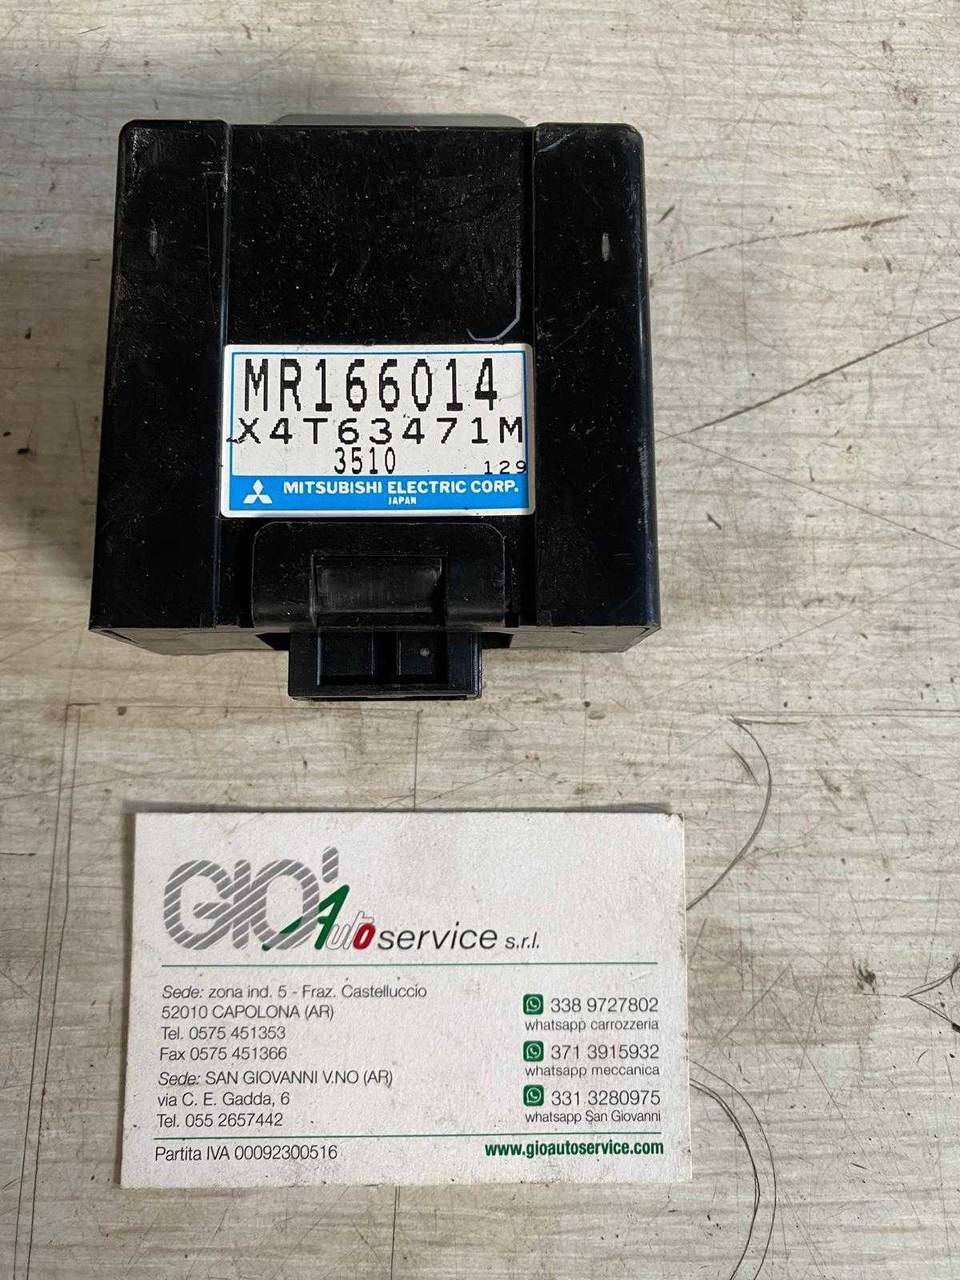 MR166014
X4T63471M
3510 129
MITSUBISHI ELECTRIC CORP.
JAPAN
GIO' Auto service s.r.l.
Sede: zona ind. 5 - Fraz. Castelluccio
52010 CAPOLONA (AR)
Tel. 0575 451353
Fax 0575 451366
Sede: SAN GIOVANNI V.NO (AR)
via C. E. Gadda, 6
Tel. 055 2657442
338 9727802
whatsapp carrozzeria
371 3915932
whatsapp meccanica
331 3280975
whatsapp San Giovanni
Partita IVA 00092300516
www.gioautoservice.com